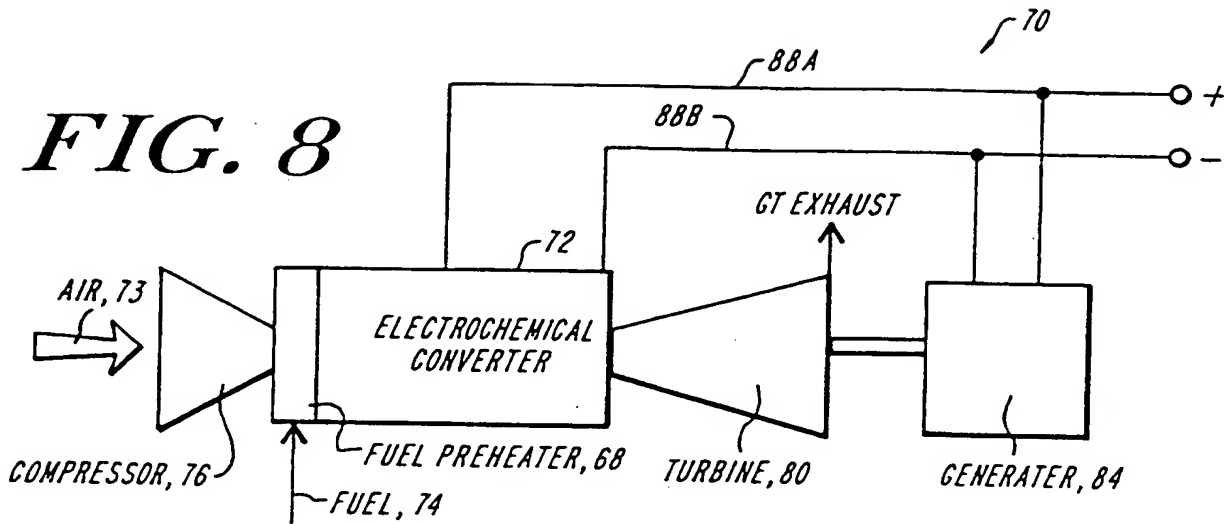 70
88A
+
FIG. 8
88B
-
GT EXHAUST
72
AIR, 73
ELECTROCHEMICAL
CONVERTER
COMPRESSOR, 76
FUEL PREHEATER, 68
TURBINE, 80
GENERATER, 84
FUEL, 74